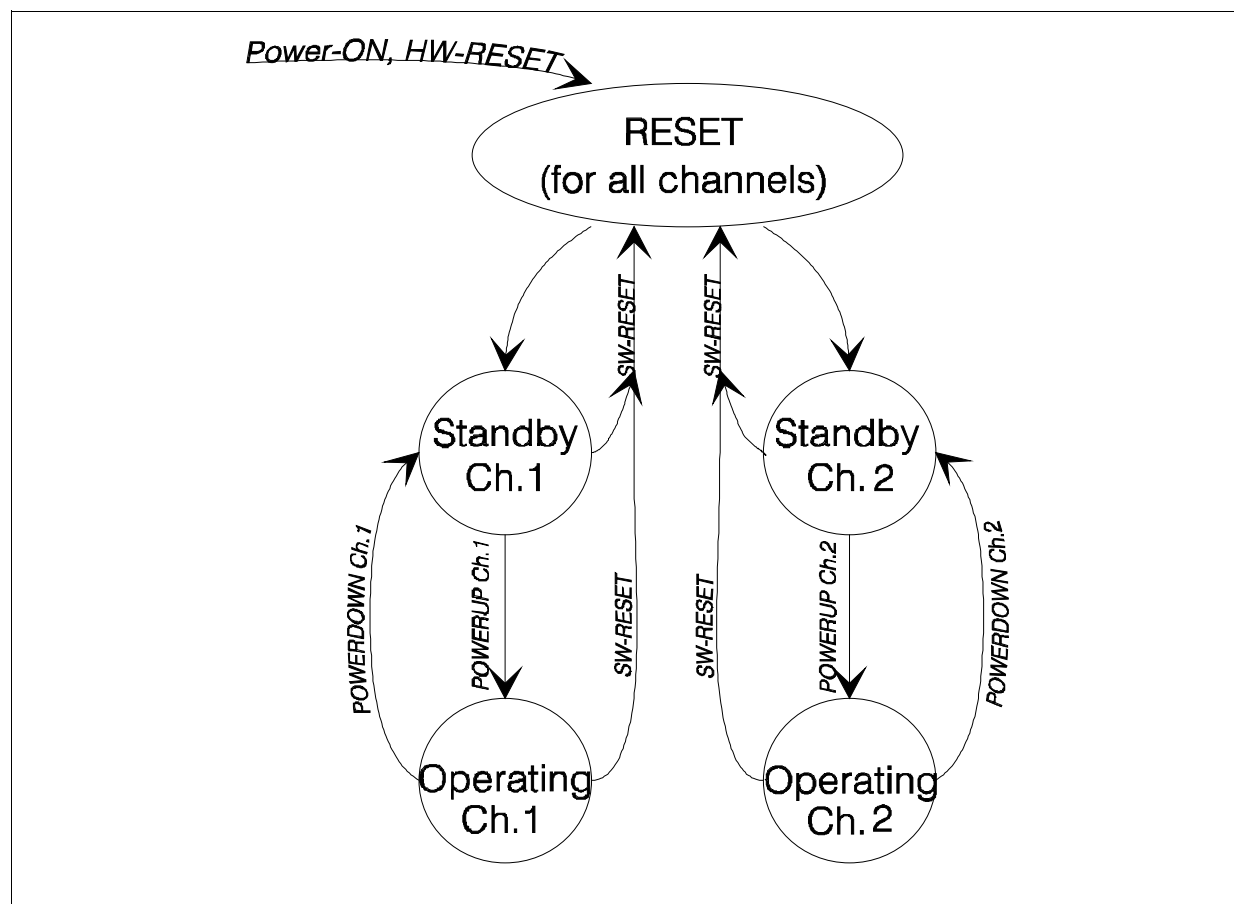 Power-ON, HW-RESET
RESET
(for all channels)
SW-RESET
SW-RESET
Standby
Ch.1
Standby
Ch.2
POWERDOWN Ch.1
POWERUP Ch.1
SW-RESET
SW-RESET
POWERUP Ch.2
POWERDOWN Ch.2
Operating
Ch.1
Operating
Ch.2